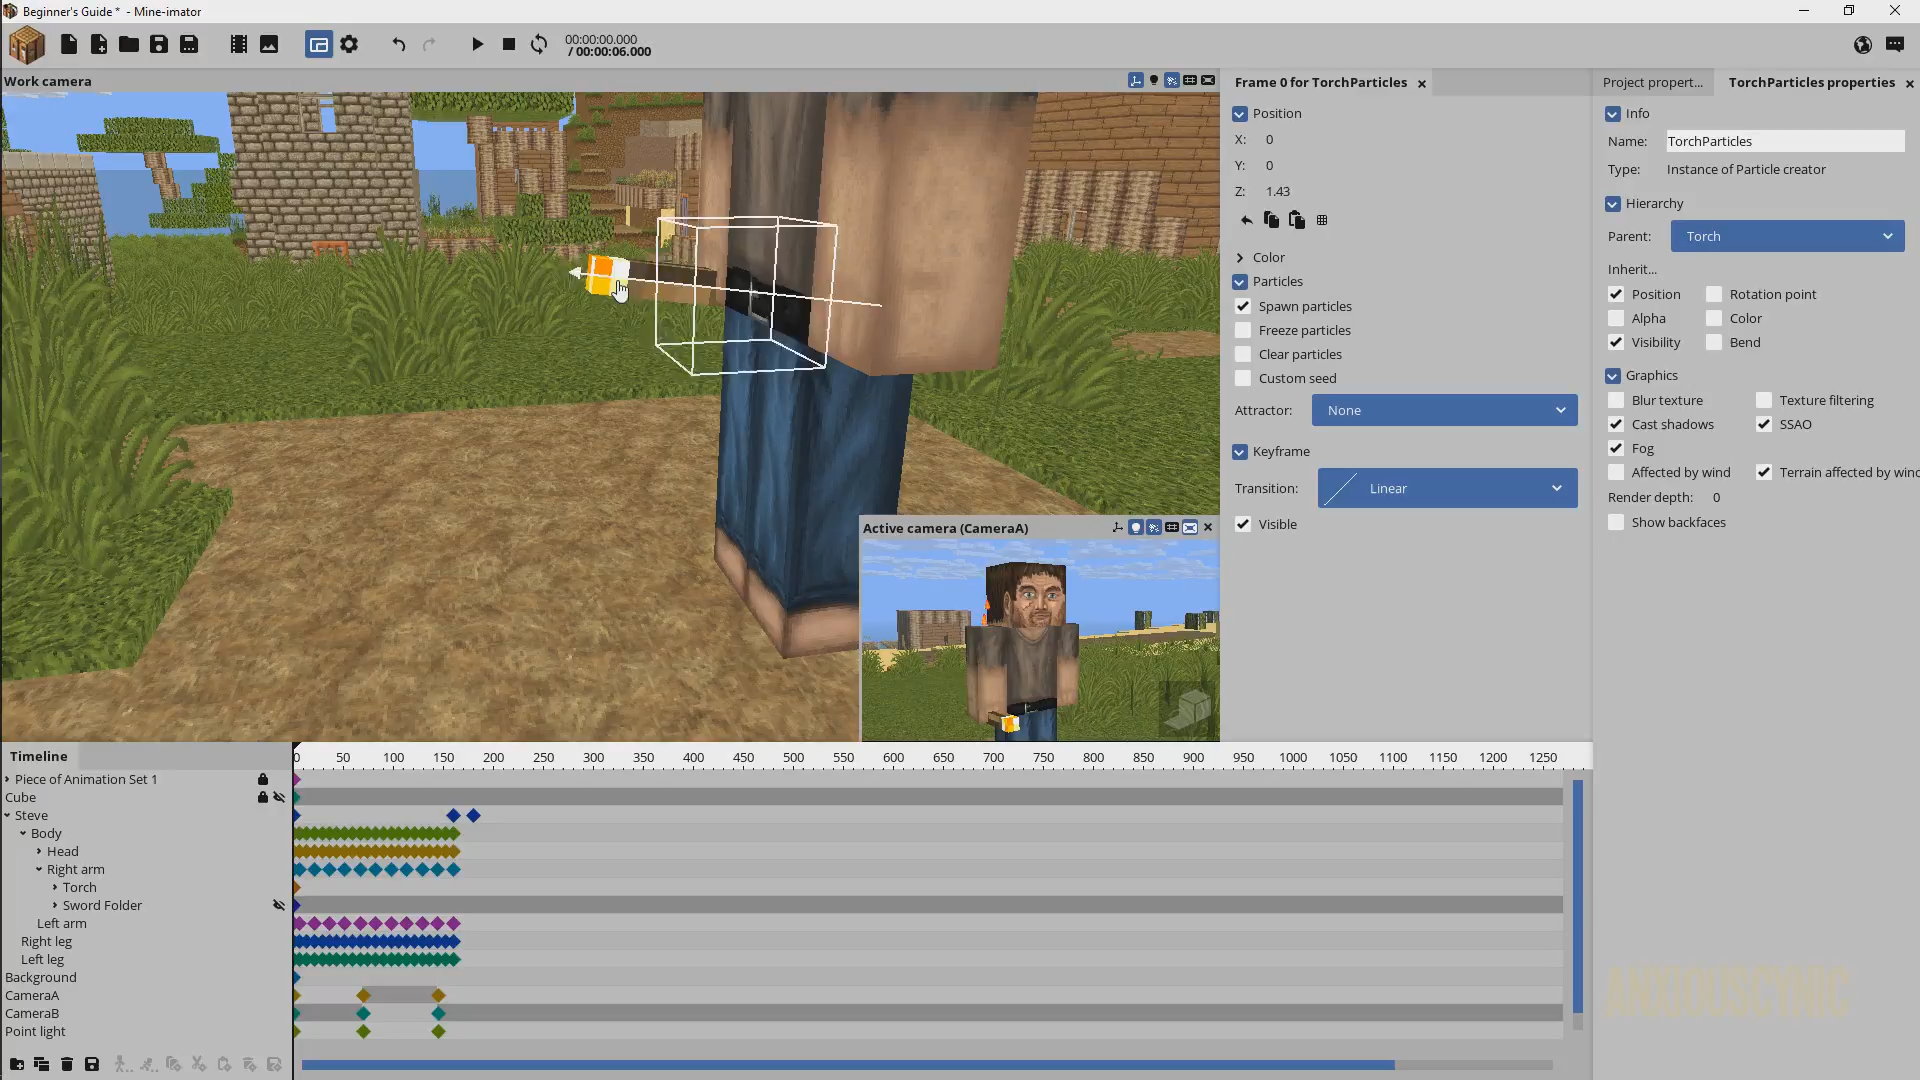 Beginner's Guide * - Mine-imator
00:00:00.000
/ 00:00:06.000
Work camera
Frame 0 for TorchParticles
Position
X: 0
Y: 0
Z: 1.43
Color
Particles
Spawn particles
Freeze particles
Clear particles
Custom seed
Attractor: None
Keyframe
Transition: Linear
Visible
Project propert...
TorchParticles properties
Info
Name: TorchParticles
Type: Instance of Particle creator
Hierarchy
Parent: Torch
Inherit...
Position Rotation point
Alpha Color
Visibility Bend
Graphics
Blur texture Texture filtering
Cast shadows SSAO
Fog
Affected by wind Terrain affected by wind
Render depth: 0
Show backfaces
Active camera (CameraA)
Timeline
0 50 100 150 200 250 300 350 400 450 500 550 600 650 700 750 800 850 900 950 1000 1050 1100 1150 1200 1250
Piece of Animation Set 1
Cube
Steve
Body
Head
Right arm
Torch
Sword Folder
Left arm
Right leg
Left leg
Background
CameraA
CameraB
Point light
ANXIOUSCYNIC